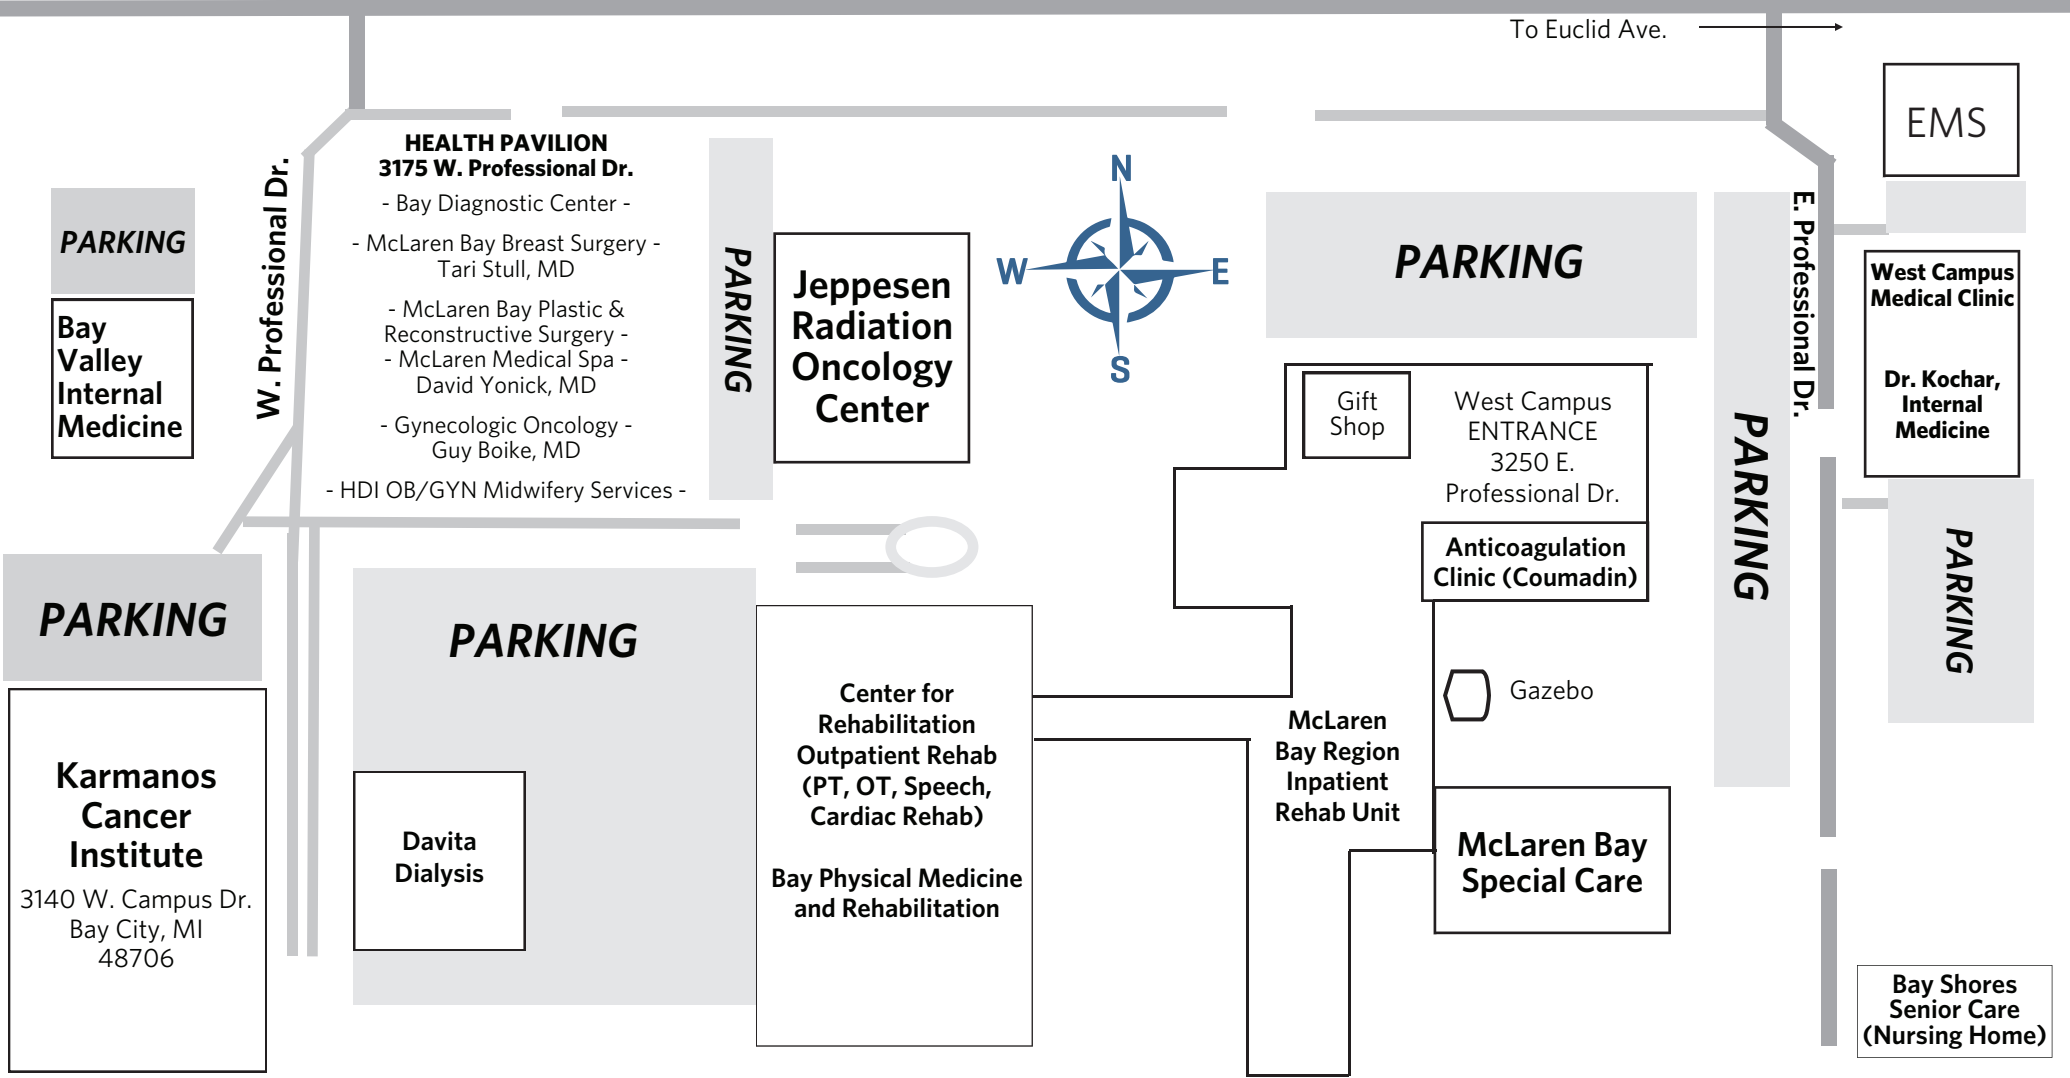 To Euclid Ave.
EMS
HEALTH PAVILION
3175 W. Professional Dr.
- Bay Diagnostic Center -
- McLaren Bay Breast Surgery -
Tari Stull, MD
- McLaren Bay Plastic &
Reconstructive Surgery -
- McLaren Medical Spa -
David Yonick, MD
- Gynecologic Oncology -
Guy Boike, MD
- HDI OB/GYN Midwifery Services -
W. Professional Dr.
PARKING
Bay
Valley
Internal
Medicine
PARKING
Jeppesen
Radiation
Oncology
Center
N
W
E
S
PARKING
E. Professional Dr.
West Campus
Medical Clinic
Dr. Kochar,
Internal
Medicine
Gift
Shop
West Campus
ENTRANCE
3250 E.
Professional Dr.
PARKING
Anticoagulation
Clinic (Coumadin)
PARKING
PARKING
PARKING
Gazebo
Center for
Rehabilitation
Outpatient Rehab
(PT, OT, Speech,
Cardiac Rehab)
Bay Physical Medicine
and Rehabilitation
McLaren
Bay Region
Inpatient
Rehab Unit
Karmanos
Cancer
Institute
3140 W. Campus Dr.
Bay City, MI
48706
Davita
Dialysis
McLaren Bay
Special Care
Bay Shores
Senior Care
(Nursing Home)